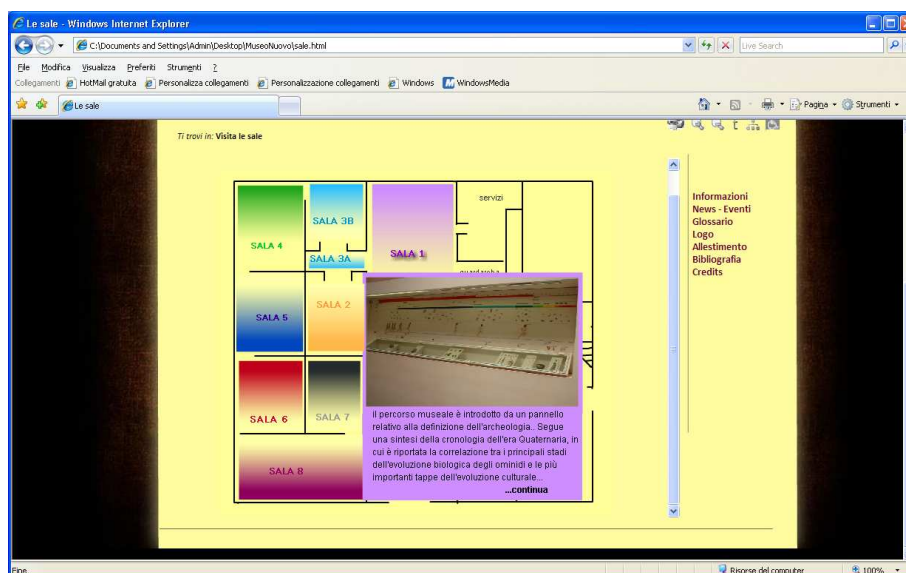 Le sale - Windows Internet Explorer
C:\Documents and Settings\Admin\Desktop\MuseoNuovo\sale.html
Live Search
File Modifica Visualizza Preferiti Strumenti ?
Collegamenti HotMail gratuita Personalizza collegamenti Personalizzazione collegamenti Windows WindowsMedia
Le sale
Pagina Strumenti
Ti trovi in: Visita le sale
servizi
SALA 3B
SALA 4
SALA 1
SALA 3A
SALA 2
SALA 5
SALA 6
SALA 7
SALA 8
il percorso museale è introdotto da un pannello
relativo alla definizione dell'archeologia.. Segue
una sintesi della cronologia dell'era Quaternaria, in
cui è riportata la correlazione tra i principali stadi
dell'evoluzione biologica degli ominidi e le più
importanti tappe dell'evoluzione culturale...
...continua
Informazioni
News - Eventi
Glossario
Logo
Allestimento
Bibliografia
Credits
Fine
Risorse del computer
100%